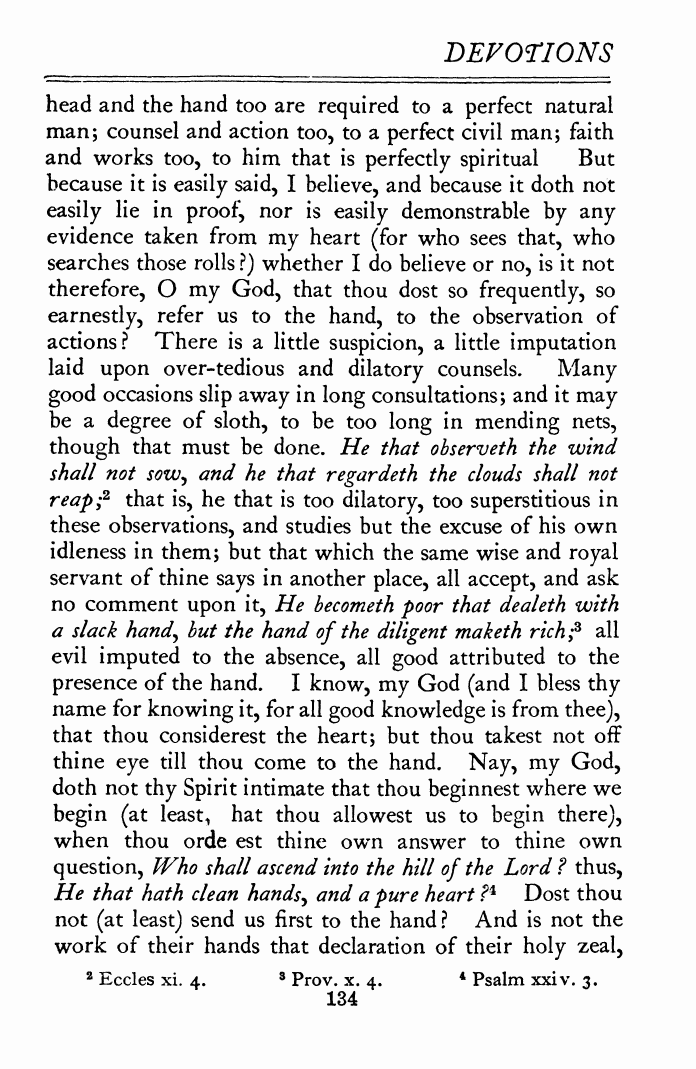 DEVOTIONS
head and the hand too are required to a perfect natural
man; counsel and action too, to a perfect civil man; faith
and works too, to him that is perfectly spiritual But
because it is easily said, I believe, and because it doth not
easily lie in proof, nor is easily demonstrable by any
evidence taken from my heart (for who sees that, who
searches those rolls?) whether I do believe or no, is it not
therefore, O my God, that thou dost so frequently, so
earnestly, refer us to the hand, to the observation of
actions? There is a little suspicion, a little imputation
laid upon over-tedious and dilatory counsels. Many
good occasions slip away in long consultations; and it may
be a degree of sloth, to be too long in mending nets,
though that must be done. He that observeth the wind
shall not sow, and he that regardeth the clouds shall not
reap;² that is, he that is too dilatory, too superstitious in
these observations, and studies but the excuse of his own
idleness in them; but that which the same wise and royal
servant of thine says in another place, all accept, and ask
no comment upon it, He becometh poor that dealeth with
a slack hand, but the hand of the diligent maketh rich;³ all
evil imputed to the absence, all good attributed to the
presence of the hand. I know, my God (and I bless thy
name for knowing it, for all good knowledge is from thee),
that thou considerest the heart; but thou takest not off
thine eye till thou come to the hand. Nay, my God,
doth not thy Spirit intimate that thou beginnest where we
begin (at least, hat thou allowest us to begin there),
when thou orde est thine own answer to thine own
question, Who shall ascend into the hill of the Lord? thus,
He that hath clean hands, and a pure heart?⁴ Dost thou
not (at least) send us first to the hand? And is not the
work of their hands that declaration of their holy zeal,
² Eccles xi. 4. ³ Prov. x. 4. ⁴ Psalm xxiv. 3.
134